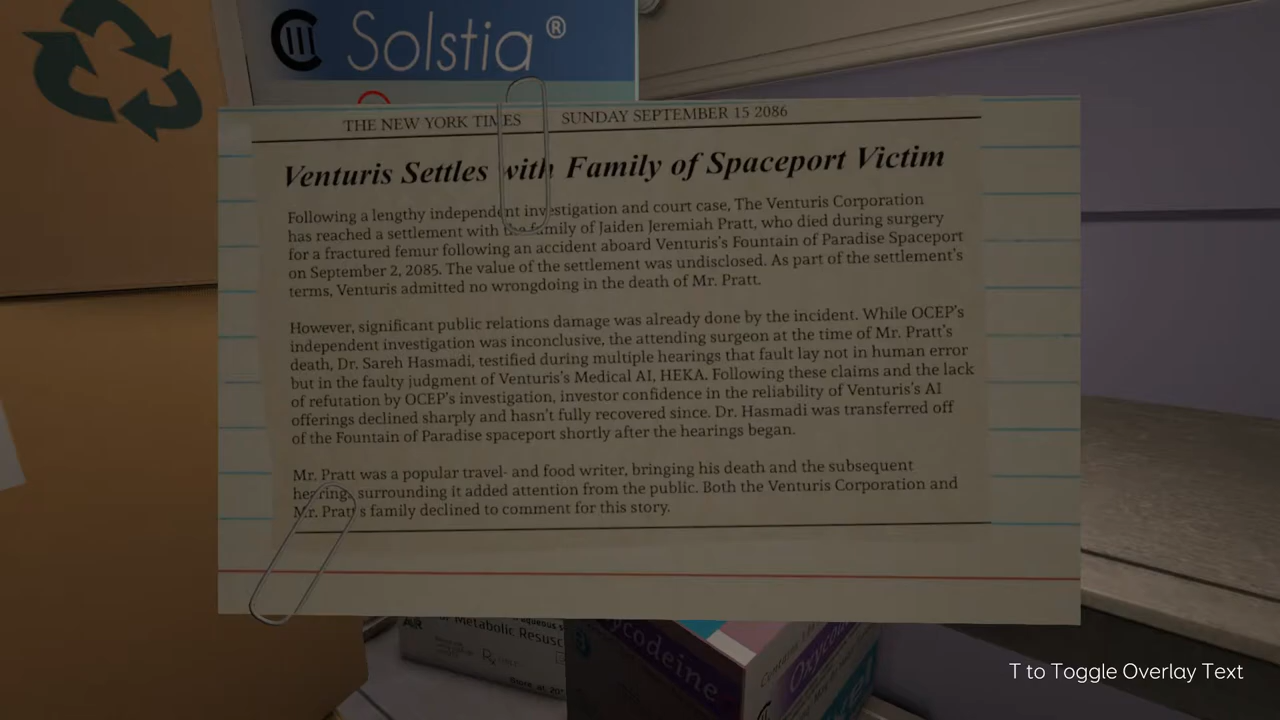 Solstia®
THE NEW YORK TIMES SUNDAY SEPTEMBER 15 2086
Venturis Settles with Family of Spaceport Victim
Following a lengthy independent investigation and court case, The Venturis Corporation
has reached a settlement with the family of Jaiden Jeremiah Pratt, who died during surgery
for a fractured femur following an accident aboard Venturis's Fountain of Paradise Spaceport
on September 2, 2085. The value of the settlement was undisclosed. As part of the settlement's
terms, Venturis admitted no wrongdoing in the death of Mr. Pratt.
However, significant public relations damage was already done by the incident. While OCEP's
independent investigation was inconclusive, the attending surgeon at the time of Mr. Pratt's
death, Dr. Sareh Hasmadi, testified during multiple hearings that fault lay not in human error
but in the faulty judgment of Venturis's Medical AI, HEKA. Following these claims and the lack
of refutation by OCEP's investigation, investor confidence in the reliability of Venturis's AI
offerings declined sharply and hasn't fully recovered since. Dr. Hasmadi was transferred off
of the Fountain of Paradise spaceport shortly after the hearings began.
Mr. Pratt was a popular travel- and food writer, bringing his death and the subsequent
hearing, surrounding it added attention from the public. Both the Venturis Corporation and
Mr. Pratt's family declined to comment for this story.
Metabolic
codeine
T to Toggle Overlay Text